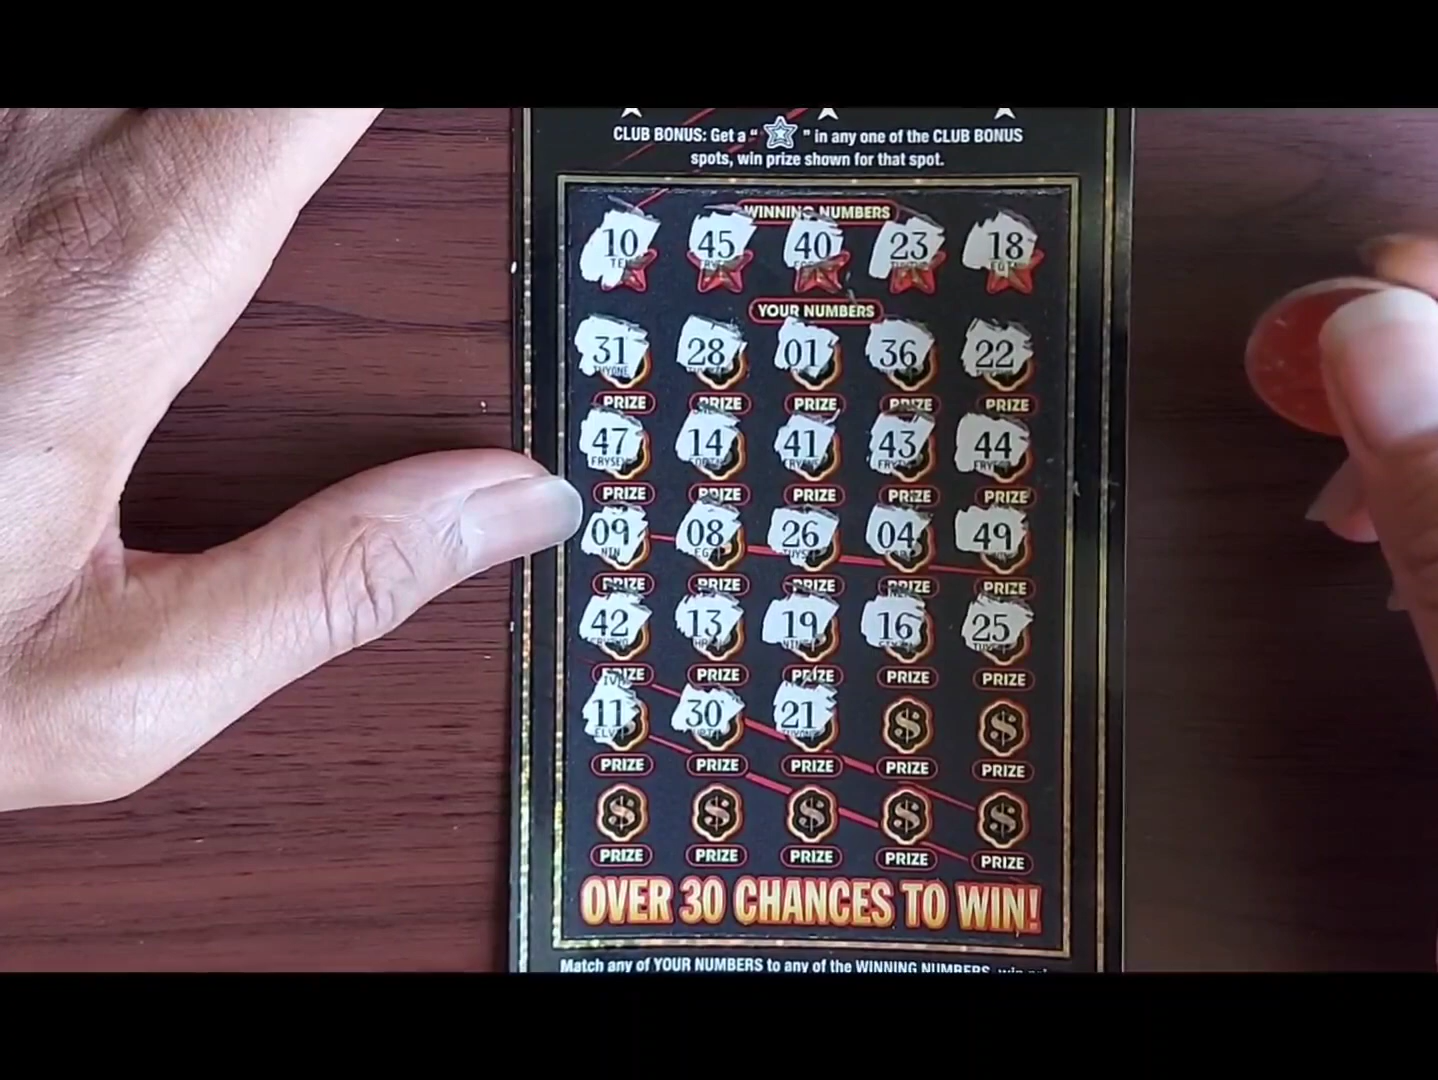 CLUB BONUS: Get a " " in any one of the CLUB BONUS
spots, win prize shown for that spot.
WINNING NUMBERS
10 45 40 23 18
YOUR NUMBERS
31 28 01 36 22
THYONE
PRIZE PRIZE PRIZE PRIZE PRIZE
47 14 41 43 44
PRIZE PRIZE PRIZE PRIZE PRIZE
09 08 26 04 49
NIN
PRIZE PRIZE PRIZE PRIZE PRIZE
42 13 19 16 25
PRIZE PRIZE PRIZE PRIZE PRIZE
11 30 21 $ $
PRIZE PRIZE PRIZE PRIZE PRIZE
$ $ $ $ $
PRIZE PRIZE PRIZE PRIZE PRIZE
OVER 30 CHANCES TO WIN!
Match any of YOUR NUMBERS to any of the WINNING NUMBERS, win